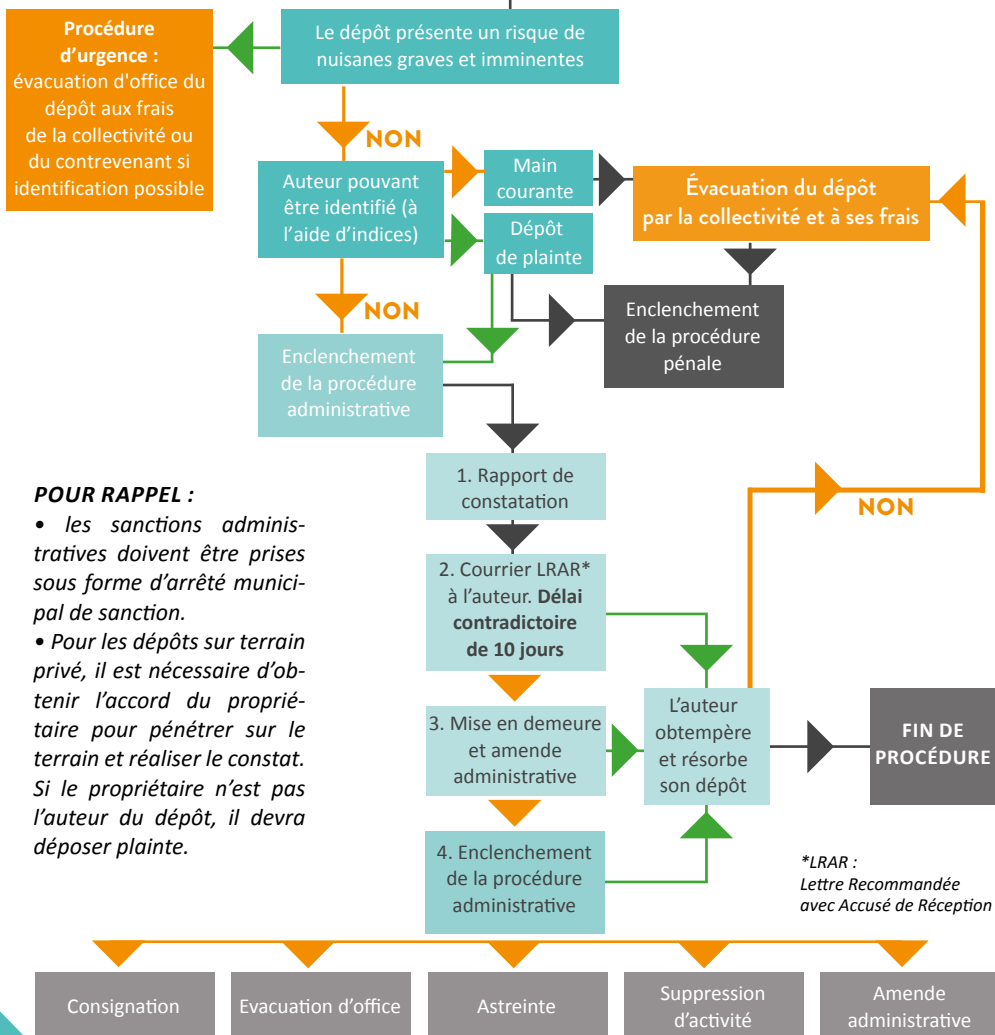 Procédure
d'urgence :
évacuation d'office du
dépôt aux frais
de la collectivité ou
du contrevenant si
identification possible
Le dépôt présente un risque de
nuisanes graves et imminentes
NON
Auteur pouvant
être identifié (à
l'aide d'indices)
Main
courante
Dépôt
de plainte
Évacuation du dépôt
par la collectivité et à ses frais
Enclenchement
de la procédure
pénale
NON
Enclenchement
de la procédure
administrative
1. Rapport de
constatation
NON
POUR RAPPEL :
• les sanctions adminis-
tratives doivent être prises
sous forme d'arrêté munici-
pal de sanction.
• Pour les dépôts sur terrain
privé, il est nécessaire d'ob-
tenir l'accord du proprié-
taire pour pénétrer sur le
terrain et réaliser le constat.
Si le propriétaire n'est pas
l'auteur du dépôt, il devra
déposer plainte.
2. Courrier LRAR*
à l'auteur. Délai
contradictoire
de 10 jours
3. Mise en demeure
et amende
administrative
L'auteur
obtempère
et résorbe
son dépôt
FIN DE
PROCÉDURE
4. Enclenchement
de la procédure
administrative
*LRAR :
Lettre Recommandée
avec Accusé de Réception
Consignation
Evacuation d'office
Astreinte
Suppression
d'activité
Amende
administrative